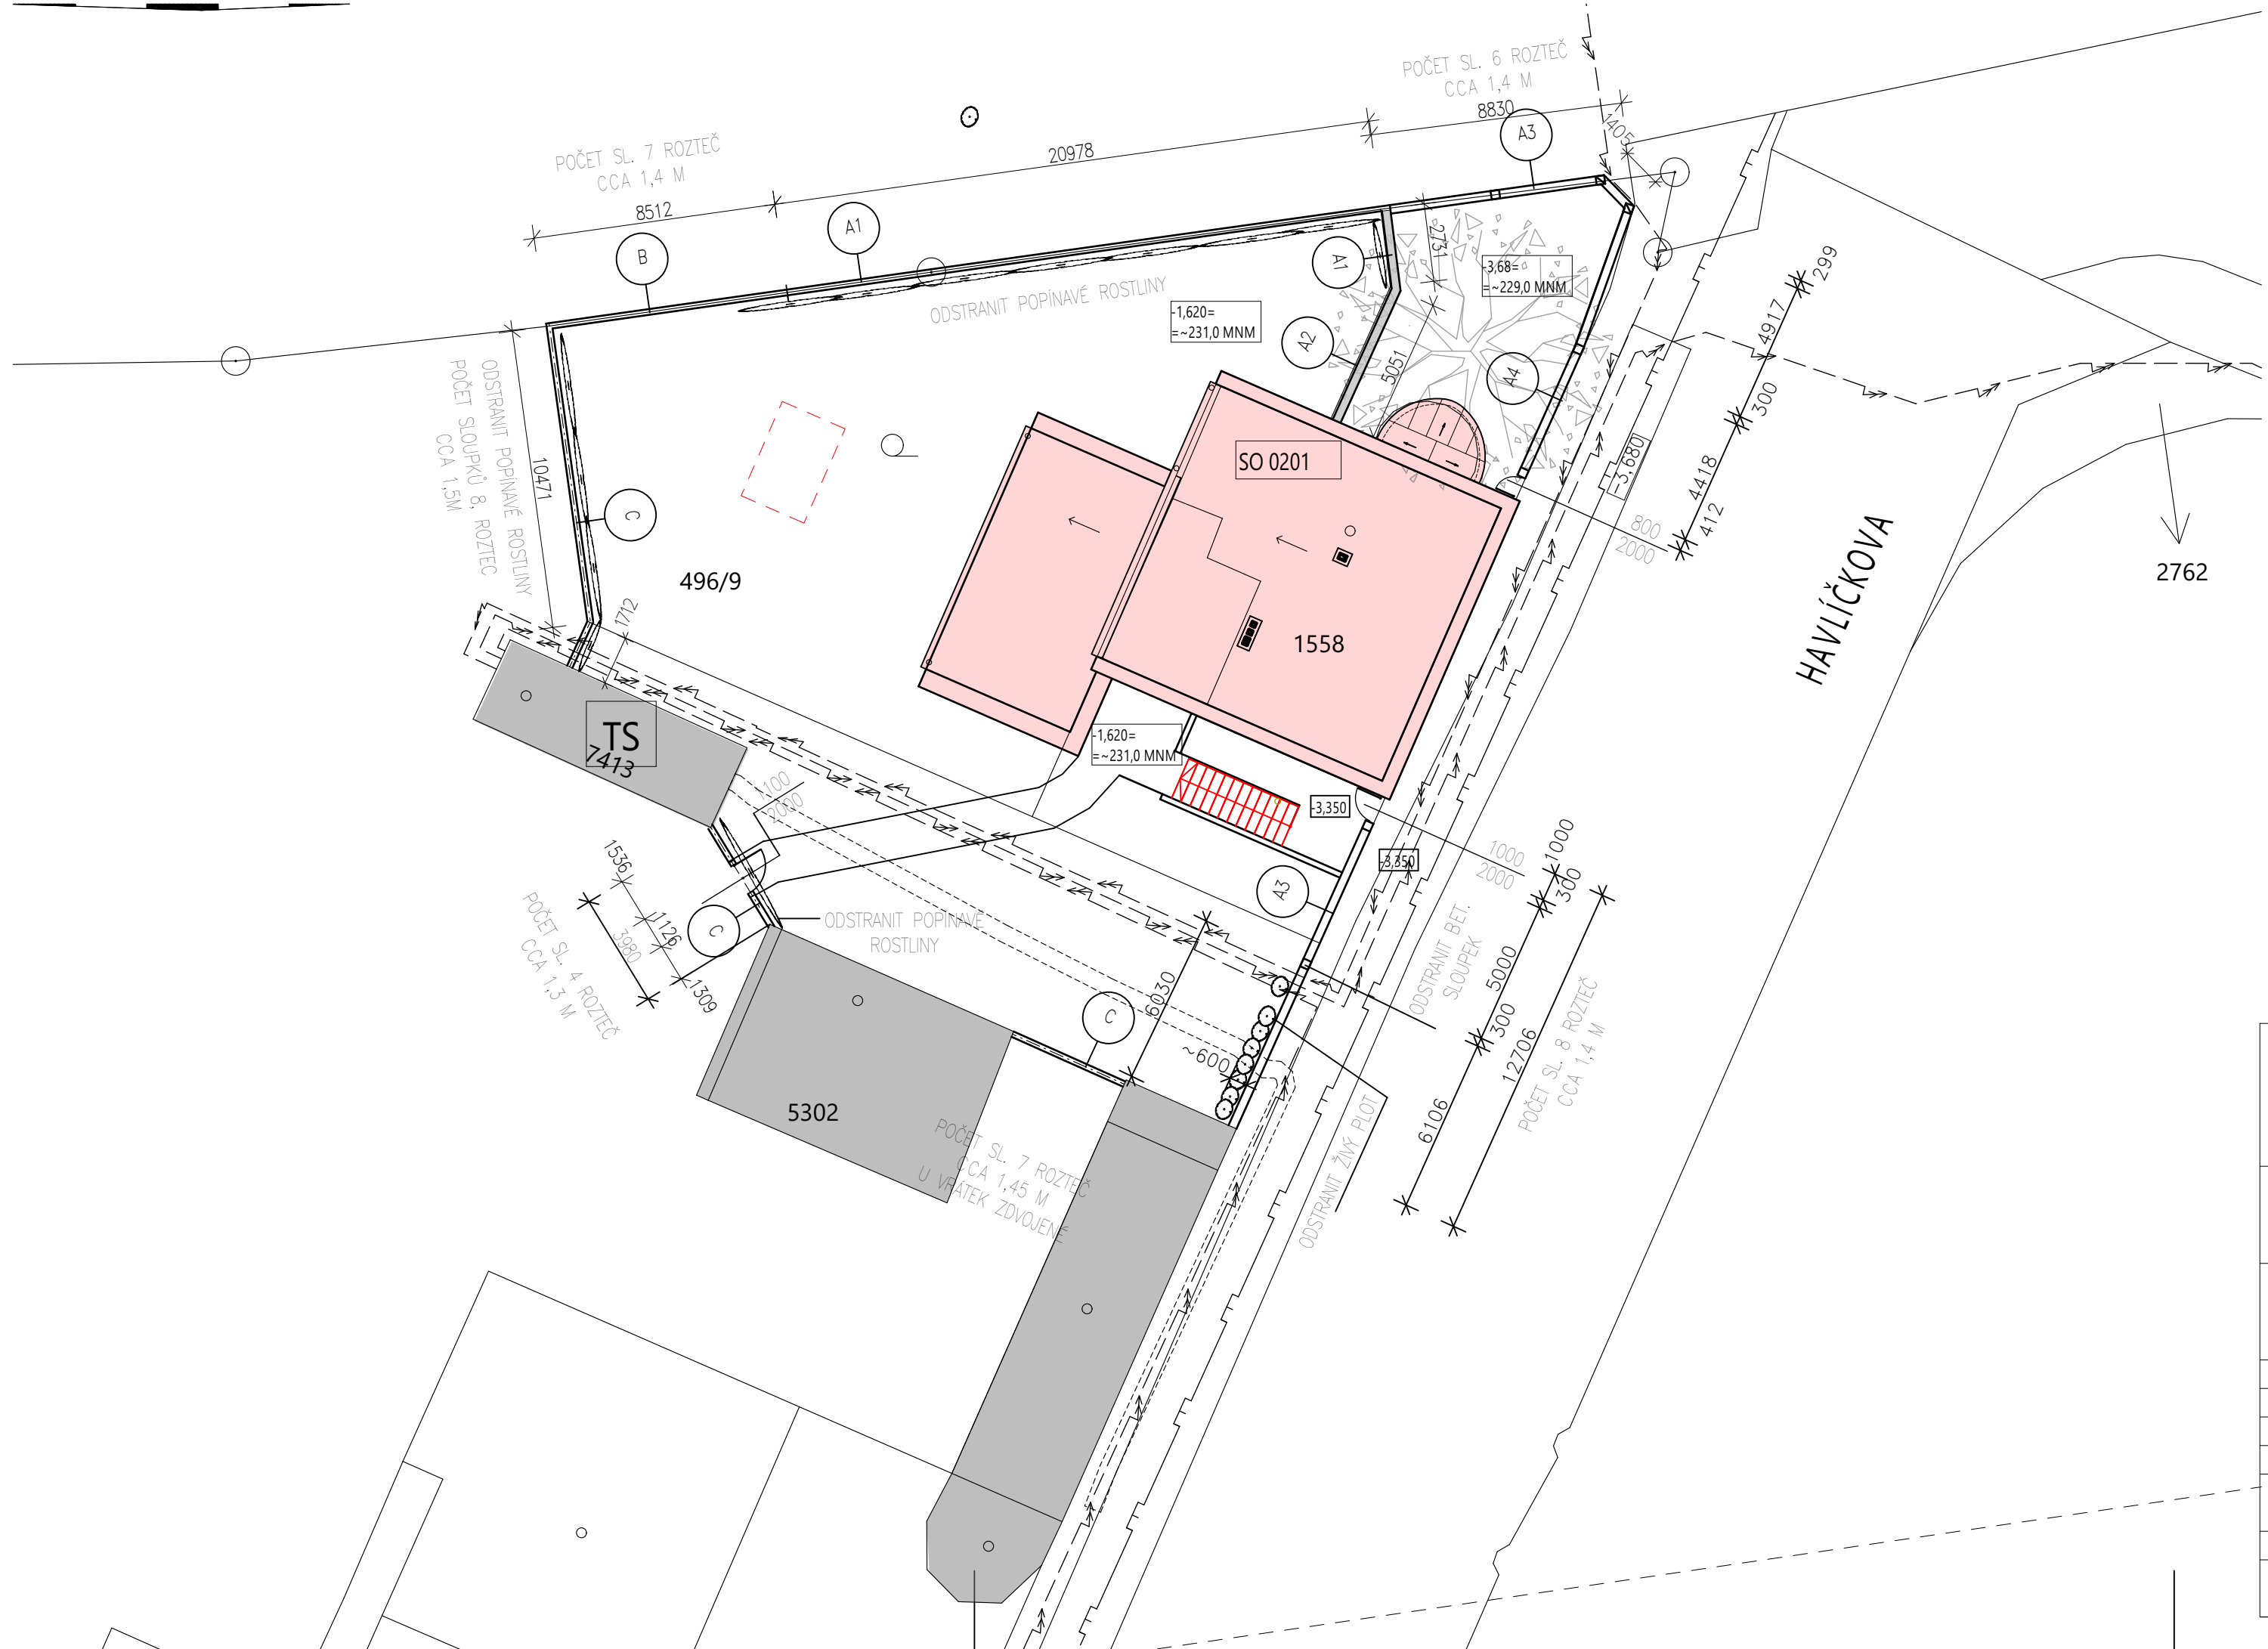 POČET SL. 6 ROZTEČ
CCA 1,4 M
8830
A3
1405
POČET SL. 7 ROZTEČ
CCA 1,4 M
8512
20978
B
A1
A1
2,731
-3,68=
=~229,0 MNM
ODSTRANIT POPÍNAVÉ ROSTLINY
-1,620=
=~231,0 MNM
A2
5051
A4
299
4917
300
4418
412
-3,680
800
2000
ODSTRANIT POPÍNAVÉ ROSTLINY
POČET SLOUPKŮ 8, ROZTEC
CCA 1,5M
10471
C
SO 0201
496/9
1558
HAVLÍČKOVA
2762
1712
TS
7413
-1,620=
=~231,0 MNM
-3,350
-3,350
1100
2000
1000
2000
1000
300
A3
1536
1126
3980
1309
POČET SL. 4 ROZTEČ
CCA 1,3 M
C
ODSTRANIT POPÍNAVÉ
ROSTLINY
ODSTRANIT BET.
SLOUPEK
5000
300
12706
6106
POČET SL. 8 ROZTEČ
CCA 1,4 M
6030
C
~600
5302
POČET SL. 7 ROZTEČ
CCA 1,45 M
U VRÁTEK ZDVOJENÉ
ODSTRANIT ŽIVÝ PLOT